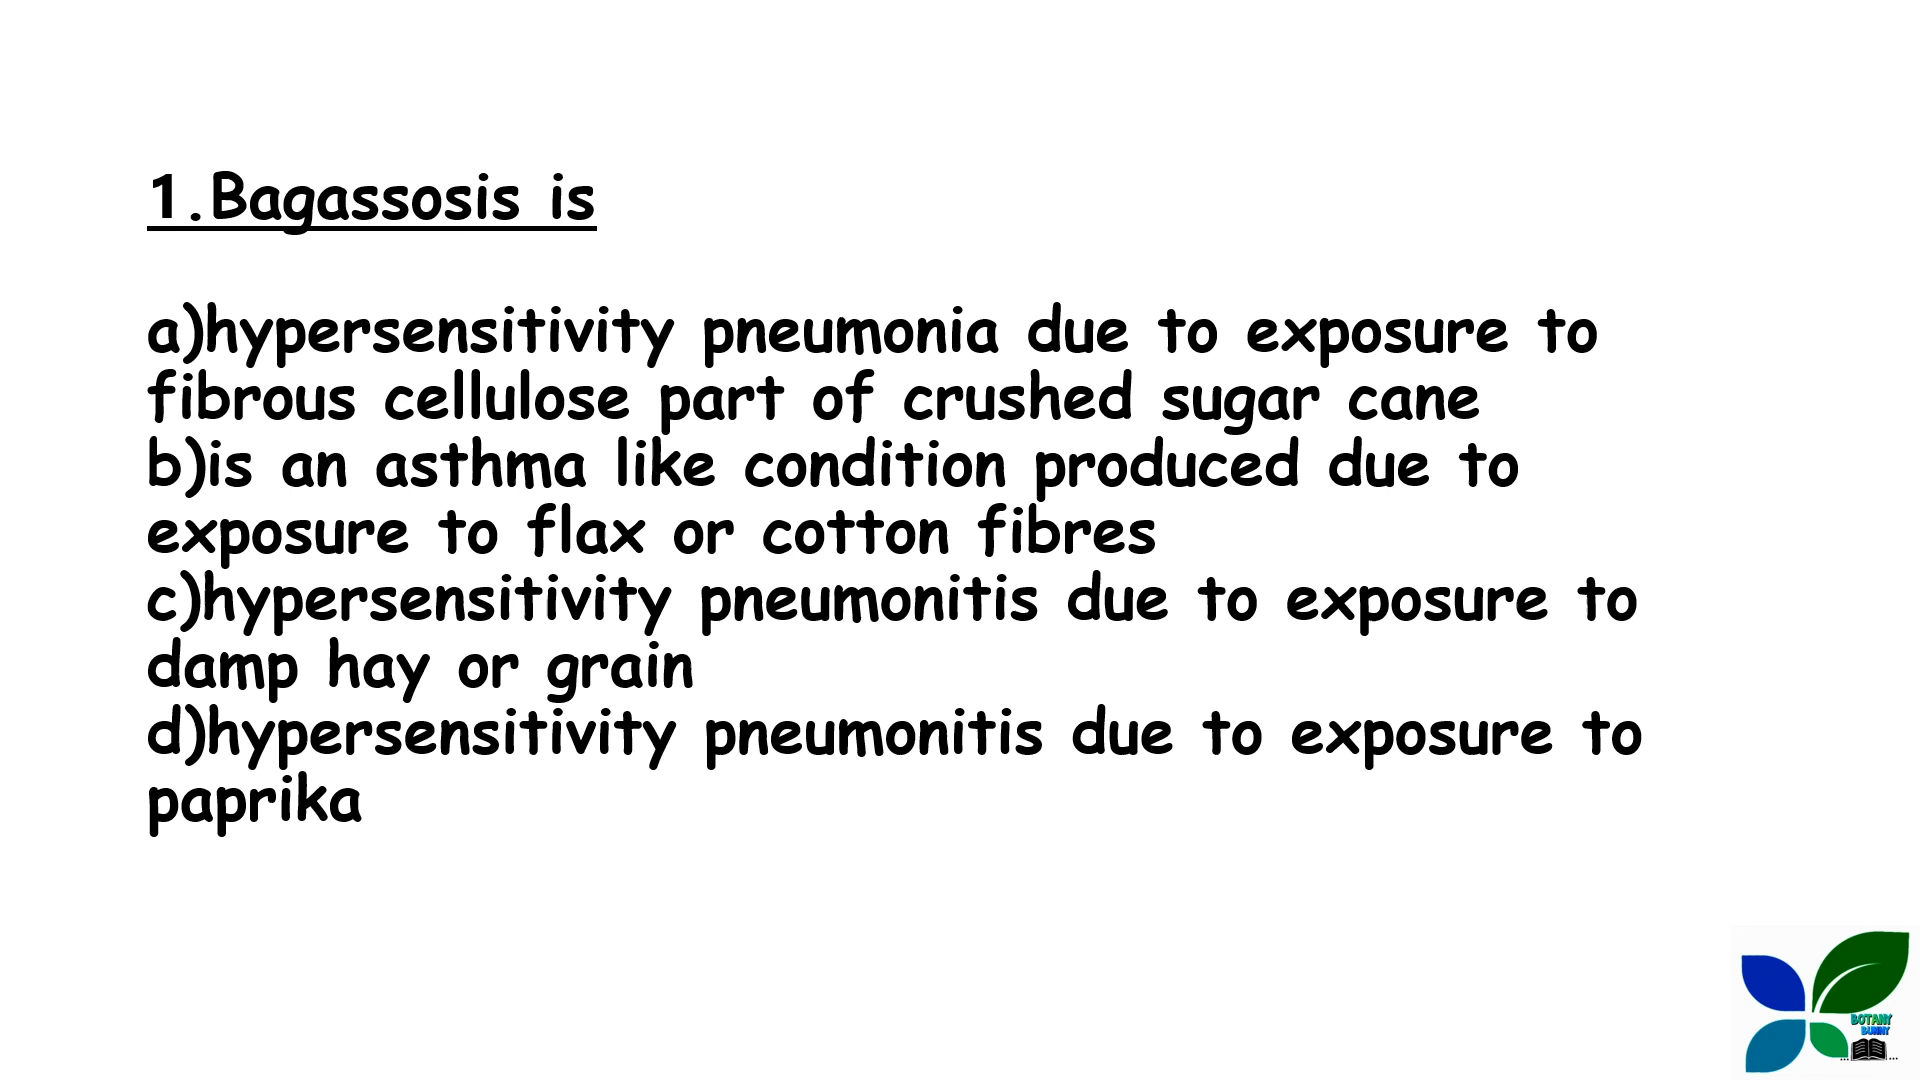 1.Bagassosis is
a)hypersensitivity pneumonia due to exposure to
fibrous cellulose part of crushed sugar cane
b)is an asthma like condition produced due to
exposure to flax or cotton fibres
c)hypersensitivity pneumonitis due to exposure to
damp hay or grain
d)hypersensitivity pneumonitis due to exposure to
paprika
BOTANY
BUNNY